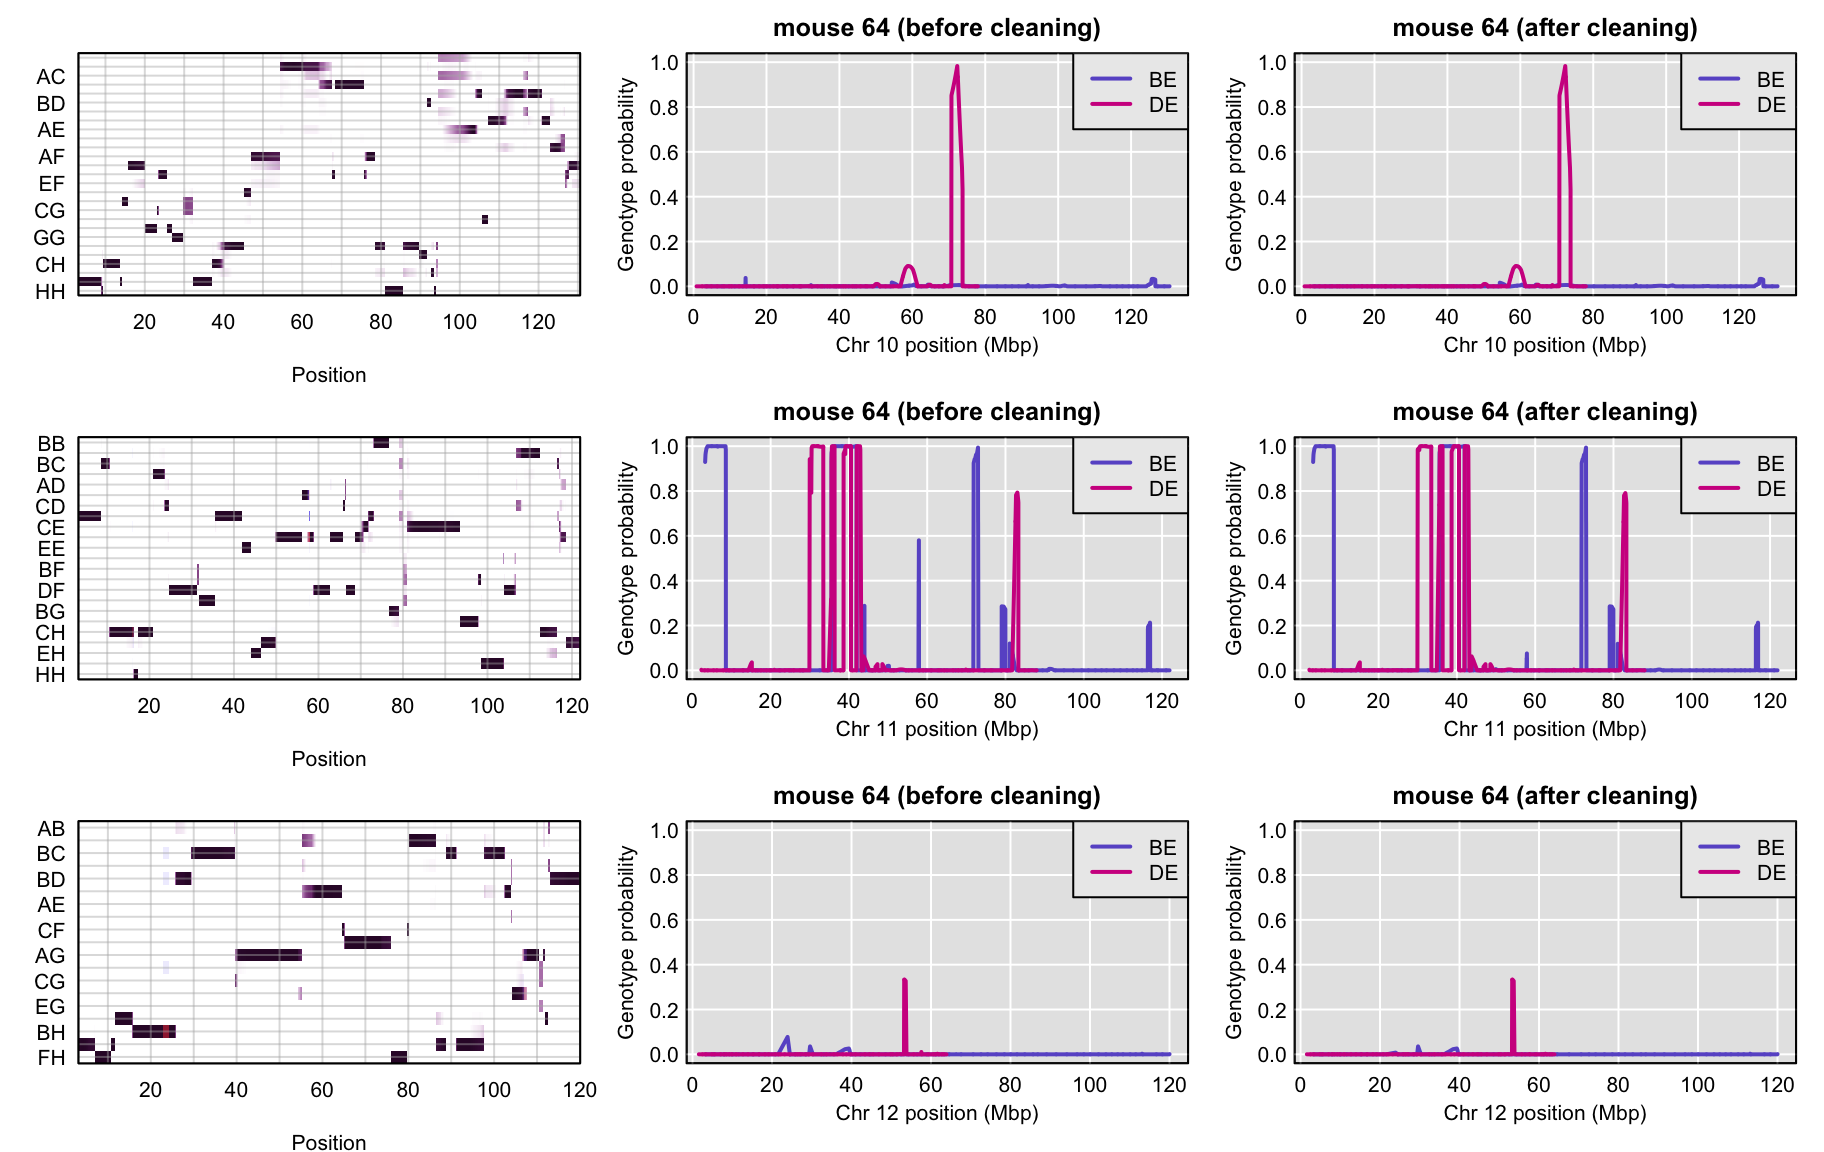 AC
BD
AE
AF
EF
CG
GG
CH
HH
20 40 60 80 100 120
Position
mouse 64 (before cleaning)
Genotype probability
1.0
0.8
0.6
0.4
0.2
0.0
BE
DE
0 20 40 60 80 100 120
Chr 10 position (Mbp)
mouse 64 (after cleaning)
Genotype probability
1.0
0.8
0.6
0.4
0.2
0.0
BE
DE
0 20 40 60 80 100 120
Chr 10 position (Mbp)
BB
BC
AD
CD
CE
EE
BF
DF
BG
CH
EH
HH
20 40 60 80 100 120
Position
mouse 64 (before cleaning)
Genotype probability
1.0
0.8
0.6
0.4
0.2
0.0
BE
DE
0 20 40 60 80 100 120
Chr 11 position (Mbp)
mouse 64 (after cleaning)
Genotype probability
1.0
0.8
0.6
0.4
0.2
0.0
BE
DE
0 20 40 60 80 100 120
Chr 11 position (Mbp)
AB
BC
BD
AE
CF
AG
CG
EG
BH
FH
20 40 60 80 100 120
Position
mouse 64 (before cleaning)
Genotype probability
1.0
0.8
0.6
0.4
0.2
0.0
BE
DE
0 20 40 60 80 100 120
Chr 12 position (Mbp)
mouse 64 (after cleaning)
Genotype probability
1.0
0.8
0.6
0.4
0.2
0.0
BE
DE
0 20 40 60 80 100 120
Chr 12 position (Mbp)